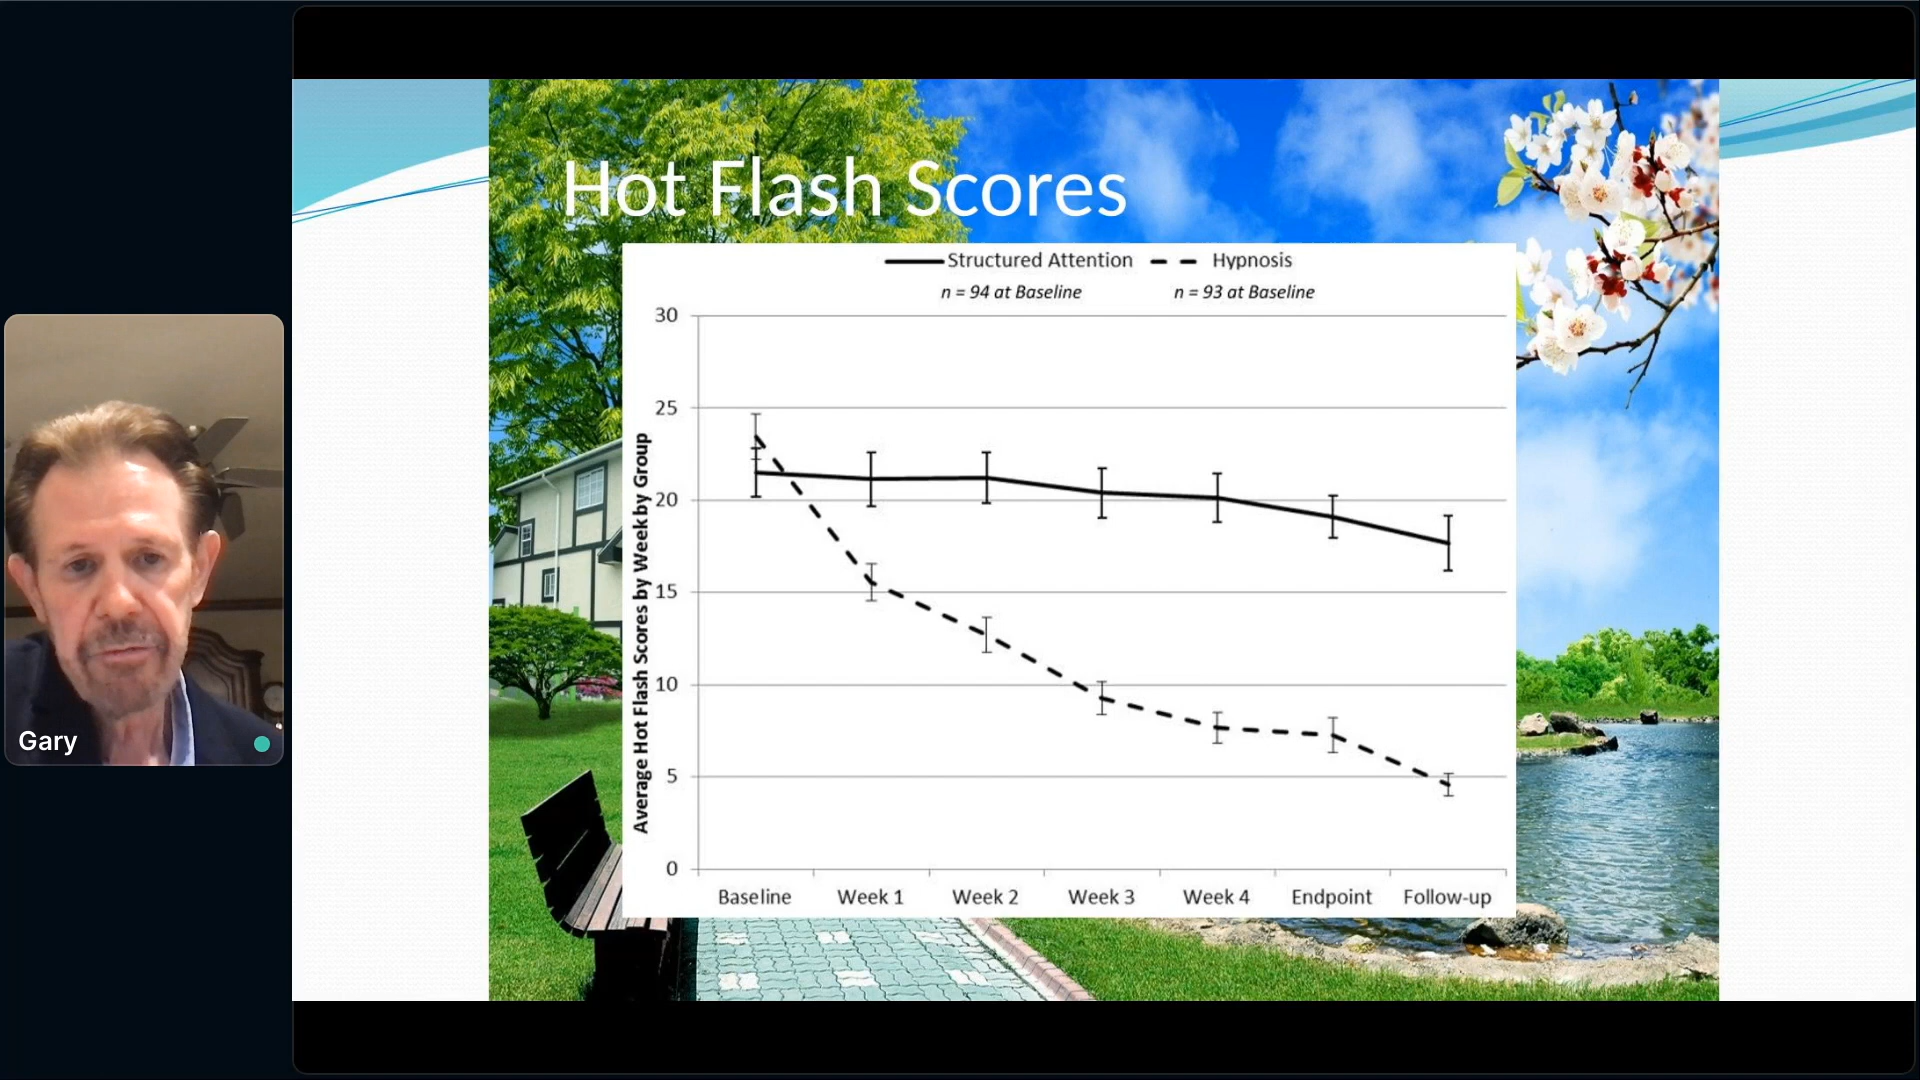 Hot Flash Scores
Structured Attention Hypnosis
n = 94 at Baseline n = 93 at Baseline
30
25
20
15
10
5
0
Average Hot Flash Scores by Weekby Group
Baseline Week 1 Week 2 Week 3 Week 4 Endpoint Follow-up
Gary